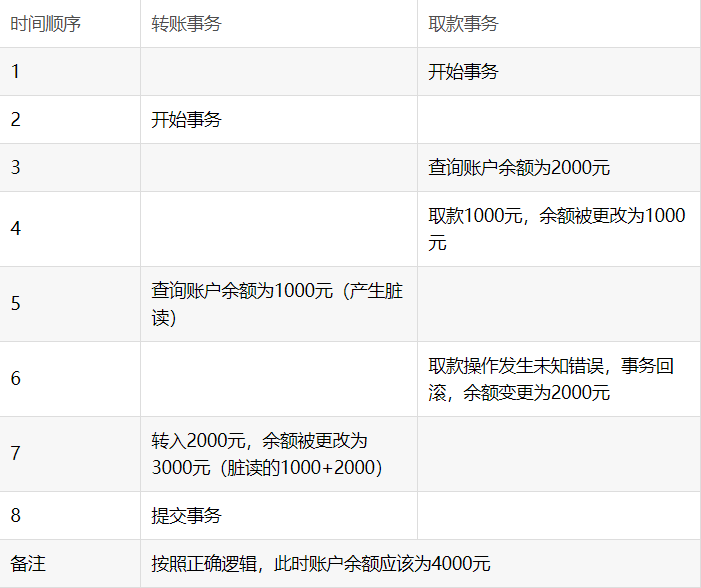 时间顺序 转账事务 取款事务
1 开始事务
2 开始事务
3 查询账户余额为2000元
4 取款1000元，余额被更改为1000
元
5 查询账户余额为1000元（产生脏
读）
6 取款操作发生未知错误，事务回
滚，余额变更为2000元
7 转入2000元，余额被更改为
3000元（脏读的1000+2000）
8 提交事务
备注 按照正确逻辑，此时账户余额应该为4000元